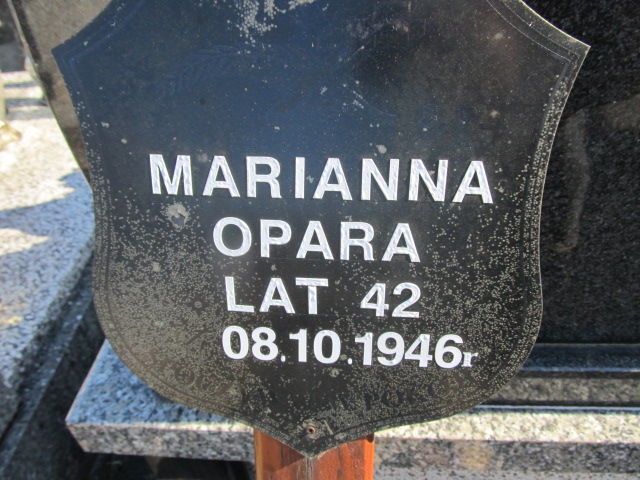 MARIANNA
OPARA
LAT 42
08.10.1946r